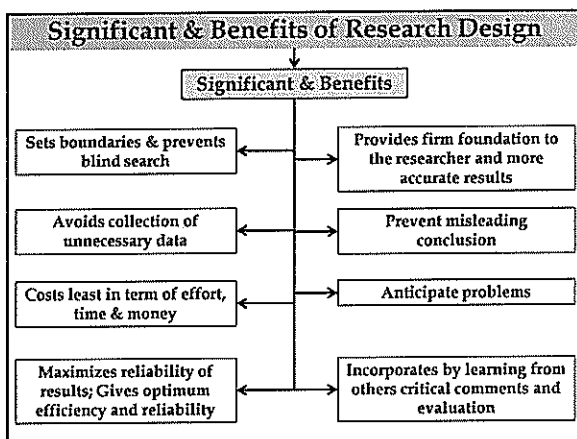 Significant & Benefits of Research Design
Significant & Benefits
Sets boundaries & prevents
blind search
Provides firm foundation to
the researcher and more
accurate results
Avoids collection of
unnecessary data
Prevent misleading
conclusion
Costs least in term of effort,
time & money
Anticipate problems
Maximizes reliability of
results; Gives optimum
efficiency and reliability
Incorporates by learning from
others critical comments and
evaluation